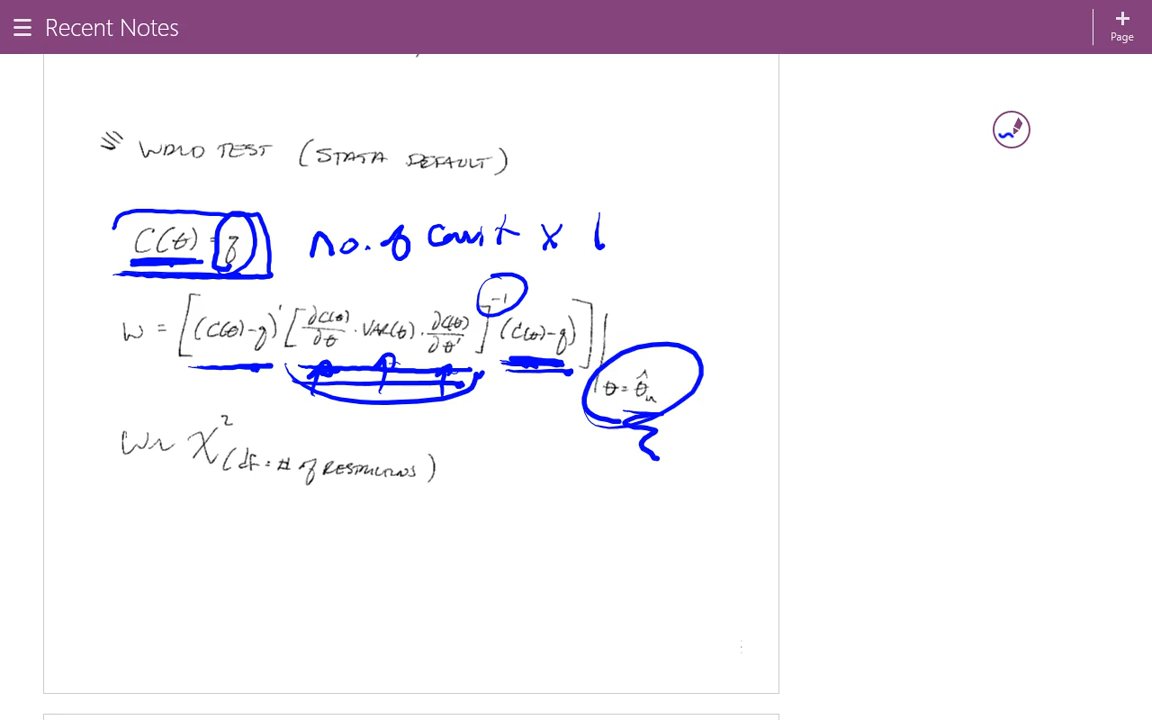 Recent Notes
+
Page
WALD TEST (STATA DEFAULT)
C(θ) = q no. of const x 1
W = [(C(θ)-q)' [∂C(θ)/∂θ · VAR(θ) · ∂C(θ)/∂θ']⁻¹ (C(θ)-q)] | θ = θ̂u
W ~ χ² (df = # of RESTRICTIONS)